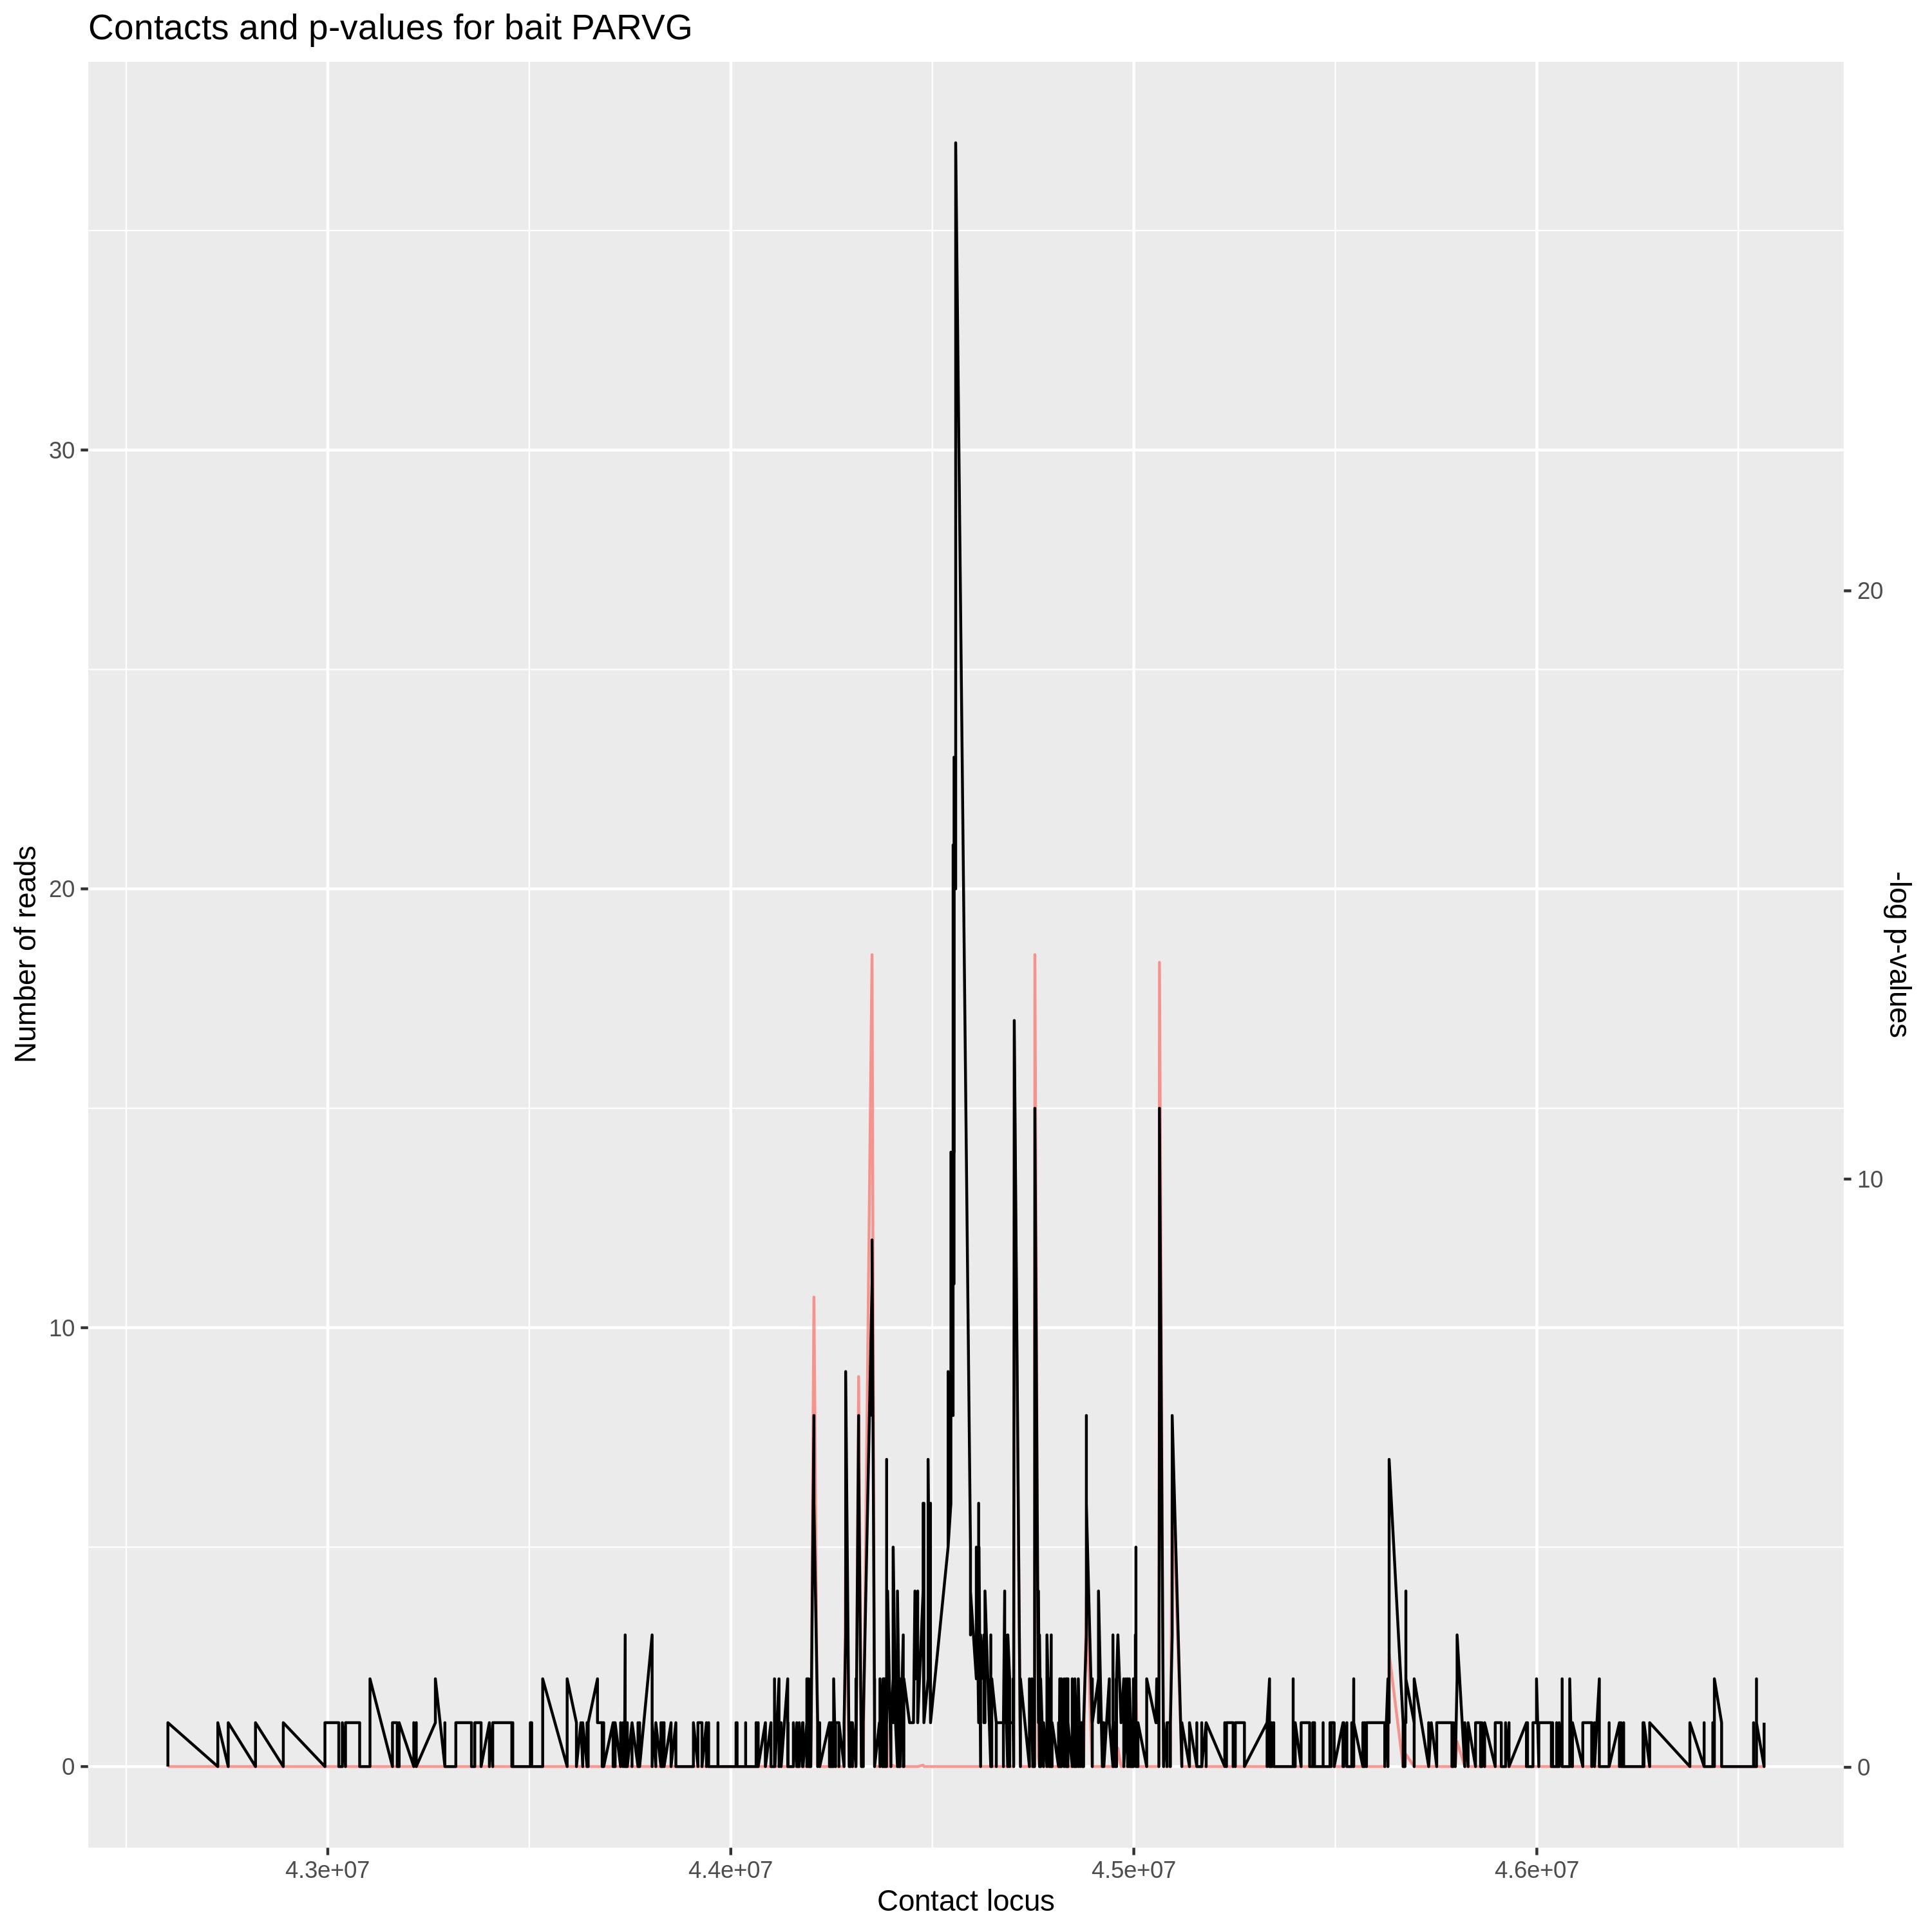 Contacts and p-values for bait PARVG
30
20
10
0
Number of reads
20
10
0
-log p-values
4.3e+07 4.4e+07 4.5e+07 4.6e+07
Contact locus